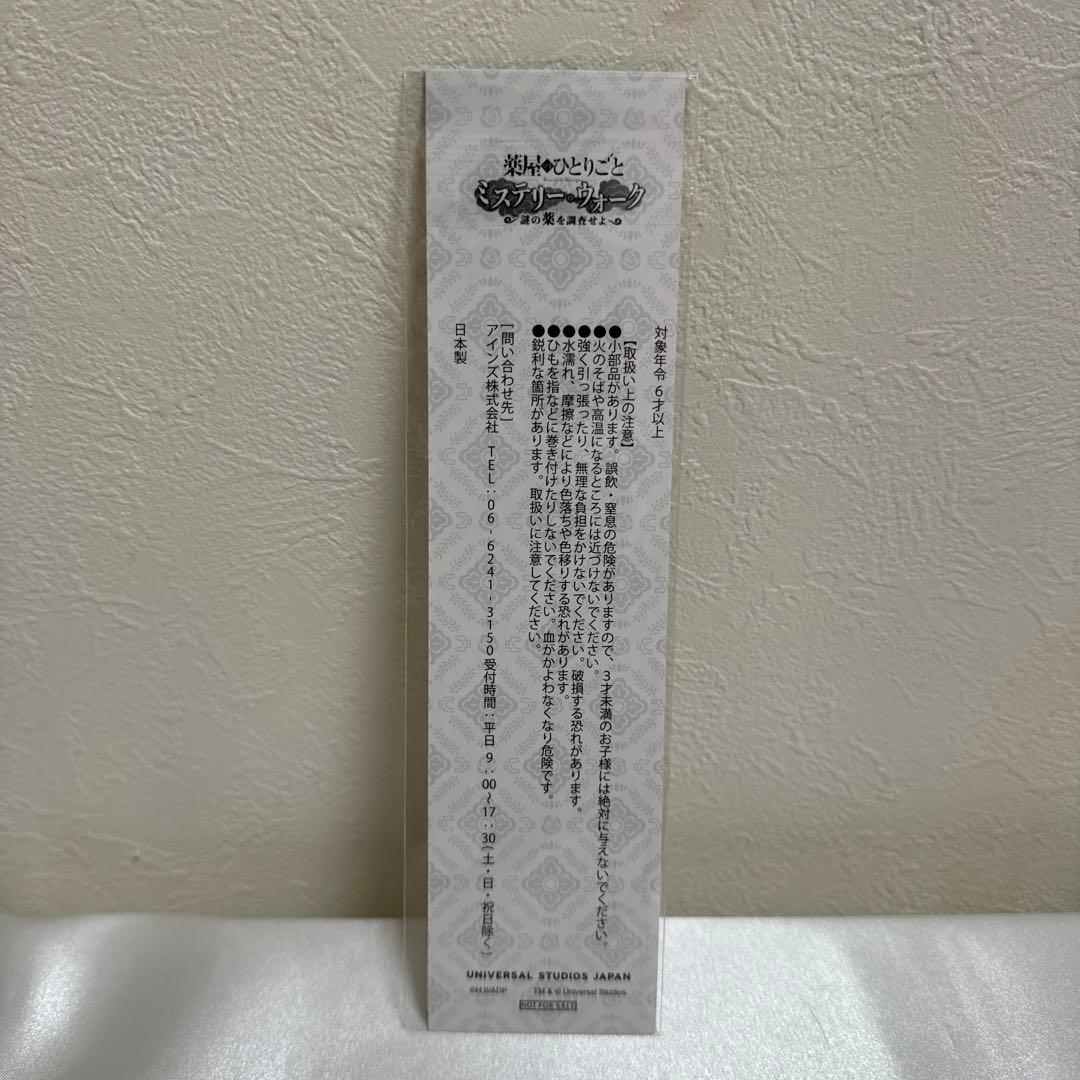 薬屋のひとりごと
ミステリー・ウォーク
謎の薬を調査せよ
対象年令6才以上
【取扱い上の注意】
●小部品があります。誤飲・窒息の危険がありますので、3才未満のお子様には絶対に与えないでください。
●火のそばや高温になるところには近づけないでください。
●強く引っ張ったり、無理な負担をかけないでください。破損する恐れがあります。
●水濡れ、摩擦などにより色落ちや色移りする恐れがあります。
●ひもを指などに巻き付けたりしないでください。血がかよわなくなり危険です。
●鋭利な箇所があります。取扱いに注意してください。
[問い合わせ先]
アインズ株式会社 TEL:06-6241-3150受付時間:平日9:00~17:30(土・日・祝日除く)
日本製
UNIVERSAL STUDIOS JAPAN
©H.I/ADP TM & © Universal Studios.
NOT FOR SALE